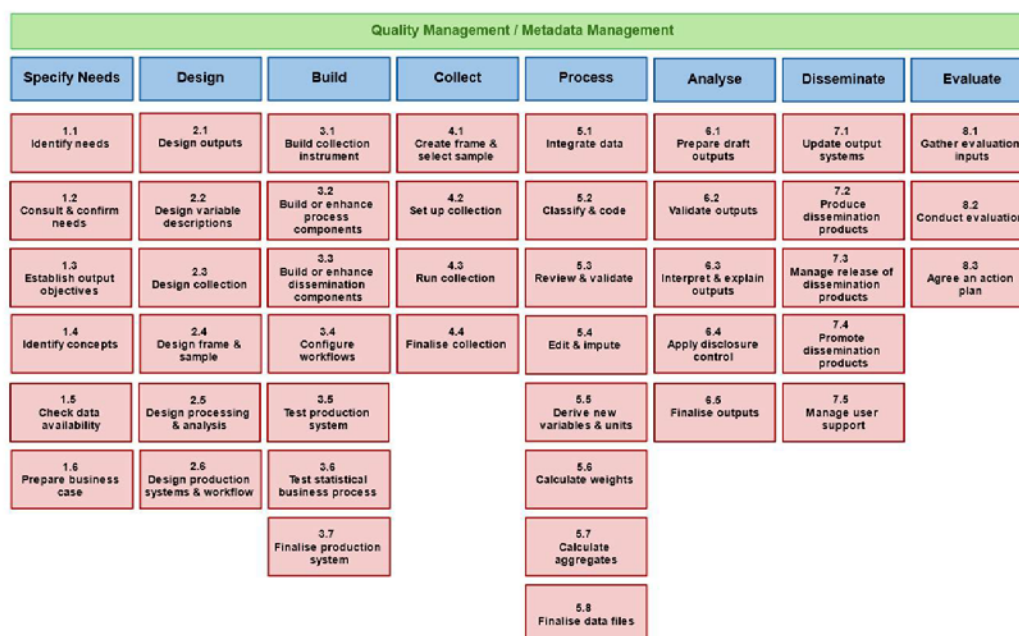 Quality Management / Metadata Management
Specify Needs
Design
Build
Collect
Process
Analyse
Disseminate
Evaluate
1.1
Identify needs
1.2
Consult & confirm
needs
1.3
Establish output
objectives
1.4
Identify concepts
1.5
Check data
availability
1.6
Prepare business
case
2.1
Design outputs
2.2
Design variable
descriptions
2.3
Design collection
2.4
Design frame &
sample
2.5
Design processing
& analysis
2.6
Design production
systems & workflow
3.1
Build collection
instrument
3.2
Build or enhance
process
components
3.3
Build or enhance
dissemination
components
3.4
Configure
workflows
3.5
Test production
system
3.6
Test statistical
business process
3.7
Finalise production
system
4.1
Create frame &
select sample
4.2
Set up collection
4.3
Run collection
4.4
Finalise collection
5.1
Integrate data
5.2
Classify & code
5.3
Review & validate
5.4
Edit & impute
5.5
Derive new
variables & units
5.6
Calculate weights
5.7
Calculate
aggregates
5.8
Finalise data files
6.1
Prepare draft
outputs
6.2
Validate outputs
6.3
Interpret & explain
outputs
6.4
Apply disclosure
control
6.5
Finalise outputs
7.1
Update output
systems
7.2
Produce
dissemination
products
7.3
Manage release of
dissemination
products
7.4
Promote
dissemination
products
7.5
Manage user
support
8.1
Gather evaluation
inputs
8.2
Conduct evaluation
8.3
Agree an action
plan